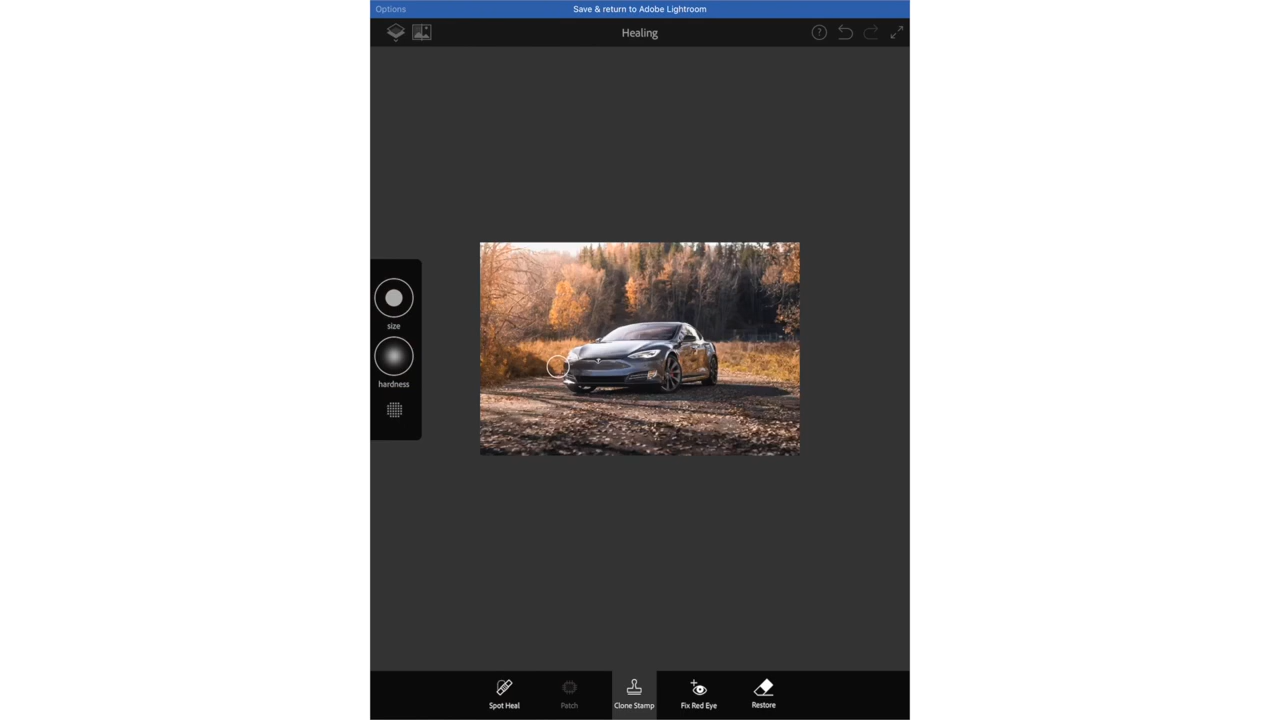 Options
Save & return to Adobe Lightroom
Healing
size
hardness
Spot Heal
Patch
Clone Stamp
Fix Red Eye
Restore